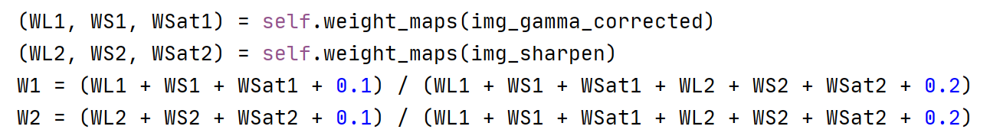 (WL1, WS1, WSat1) = self.weight_maps(img_gamma_corrected)
(WL2, WS2, WSat2) = self.weight_maps(img_sharpen)
W1 = (WL1 + WS1 + WSat1 + 0.1) / (WL1 + WS1 + WSat1 + WL2 + WS2 + WSat2 + 0.2)
W2 = (WL2 + WS2 + WSat2 + 0.1) / (WL1 + WS1 + WSat1 + WL2 + WS2 + WSat2 + 0.2)